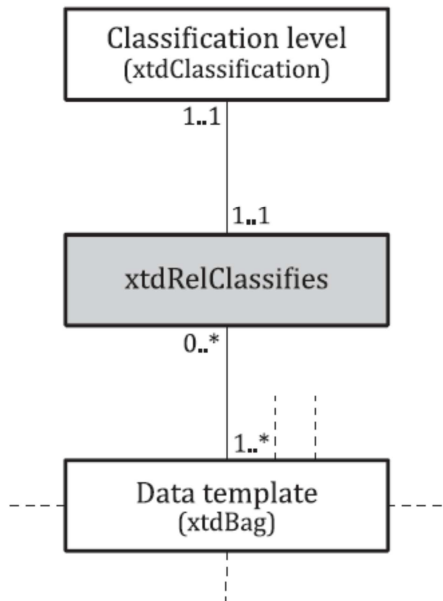 Classification level
(xtdClassification)
1..1
1..1
xtdRelClassifies
0..*
1..*
Data template
(xtdBag)